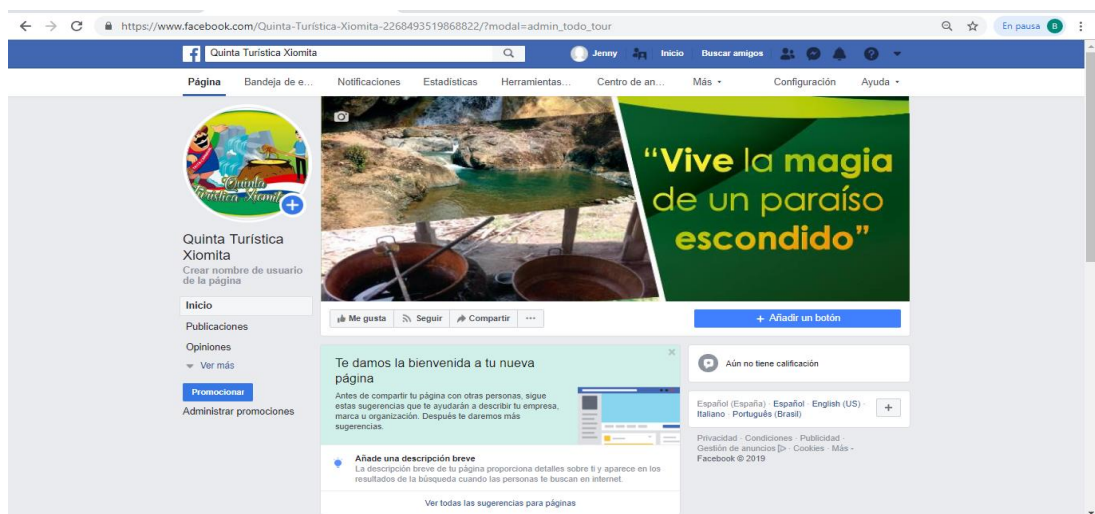 https://www.facebook.com/Quinta-Turística-Xiomita-2268493519868822/?modal=admin_todo_tour
En pausa B
Quinta Turística Xiomita
Jenny Inicio Buscar amigos
Página Bandeja de e... Notificaciones Estadísticas Herramientas... Centro de an... Más Configuración Ayuda
Quinta
Turística Xiomita
“Vive la magia
de un paraíso
escondido”
Quinta Turística
Xiomita
Crear nombre de usuario
de la página
Inicio
Publicaciones
Opiniones
Ver más
Promocionar
Administrar promociones
Me gusta Seguir Compartir ...
+ Añadir un botón
Te damos la bienvenida a tu nueva
página
Antes de compartir tu página con otras personas, sigue
estas sugerencias que te ayudarán a describir tu empresa,
marca u organización. Después te daremos más
sugerencias.
Añade una descripción breve
La descripción breve de tu página proporciona detalles sobre ti y aparece en los
resultados de la búsqueda cuando las personas te buscan en internet.
Ver todas las sugerencias para páginas
Aún no tiene calificación
Español (España) · Español · English (US) ·
Italiano · Português (Brasil)
Privacidad · Condiciones · Publicidad ·
Gestión de anuncios · Cookies · Más
Facebook © 2019